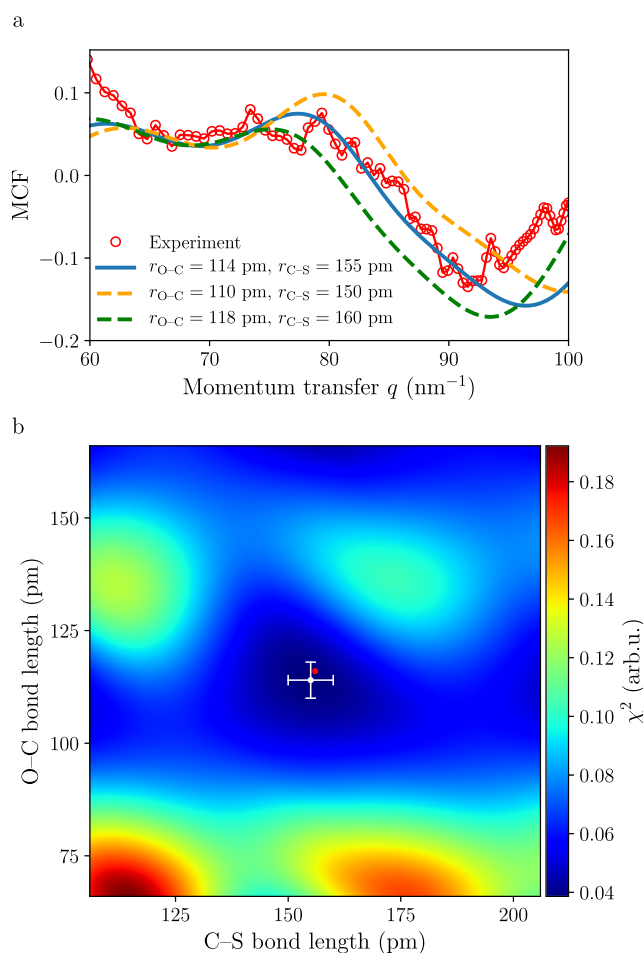 a
0.1
0.0
−0.1
−0.2
MCF
Experiment
r_O–C = 114 pm, r_C–S = 155 pm
r_O–C = 110 pm, r_C–S = 150 pm
r_O–C = 118 pm, r_C–S = 160 pm
60 70 80 90 100
Momentum transfer q (nm⁻¹)
b
150
125
100
75
O–C bond length (pm)
125 150 175 200
C–S bond length (pm)
0.18
0.16
0.14
0.12
0.10
0.08
0.06
0.04
χ² (arb.u.)